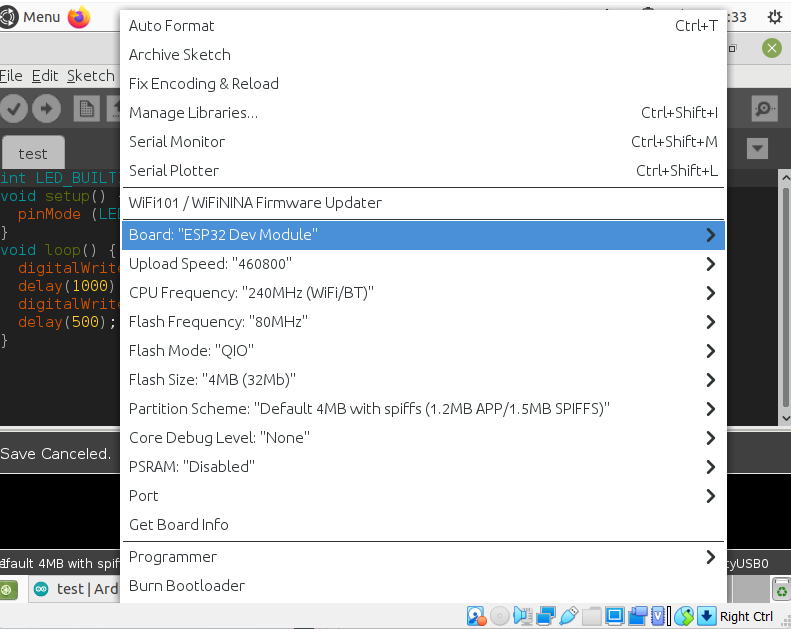 Menu
:33
Auto Format Ctrl+T
Archive Sketch
Fix Encoding & Reload
Manage Libraries... Ctrl+Shift+I
Serial Monitor Ctrl+Shift+M
Serial Plotter Ctrl+Shift+L
WiFi101 / WiFiNINA Firmware Updater
Board: "ESP32 Dev Module"
Upload Speed: "460800"
CPU Frequency: "240MHz (WiFi/BT)"
Flash Frequency: "80MHz"
Flash Mode: "QIO"
Flash Size: "4MB (32Mb)"
Partition Scheme: "Default 4MB with spiffs (1.2MB APP/1.5MB SPIFFS)"
Core Debug Level: "None"
PSRAM: "Disabled"
Port
Get Board Info
Programmer
Burn Bootloader
File Edit Sketch
test
int LED_BUILT
void setup()
pinMode (LE
}
void loop() {
digitalWrit
delay(1000)
digitalWrit
delay(500);
}
Save Canceled.
efault 4MB with spif
tyUSB0
test | Ard
Right Ctrl